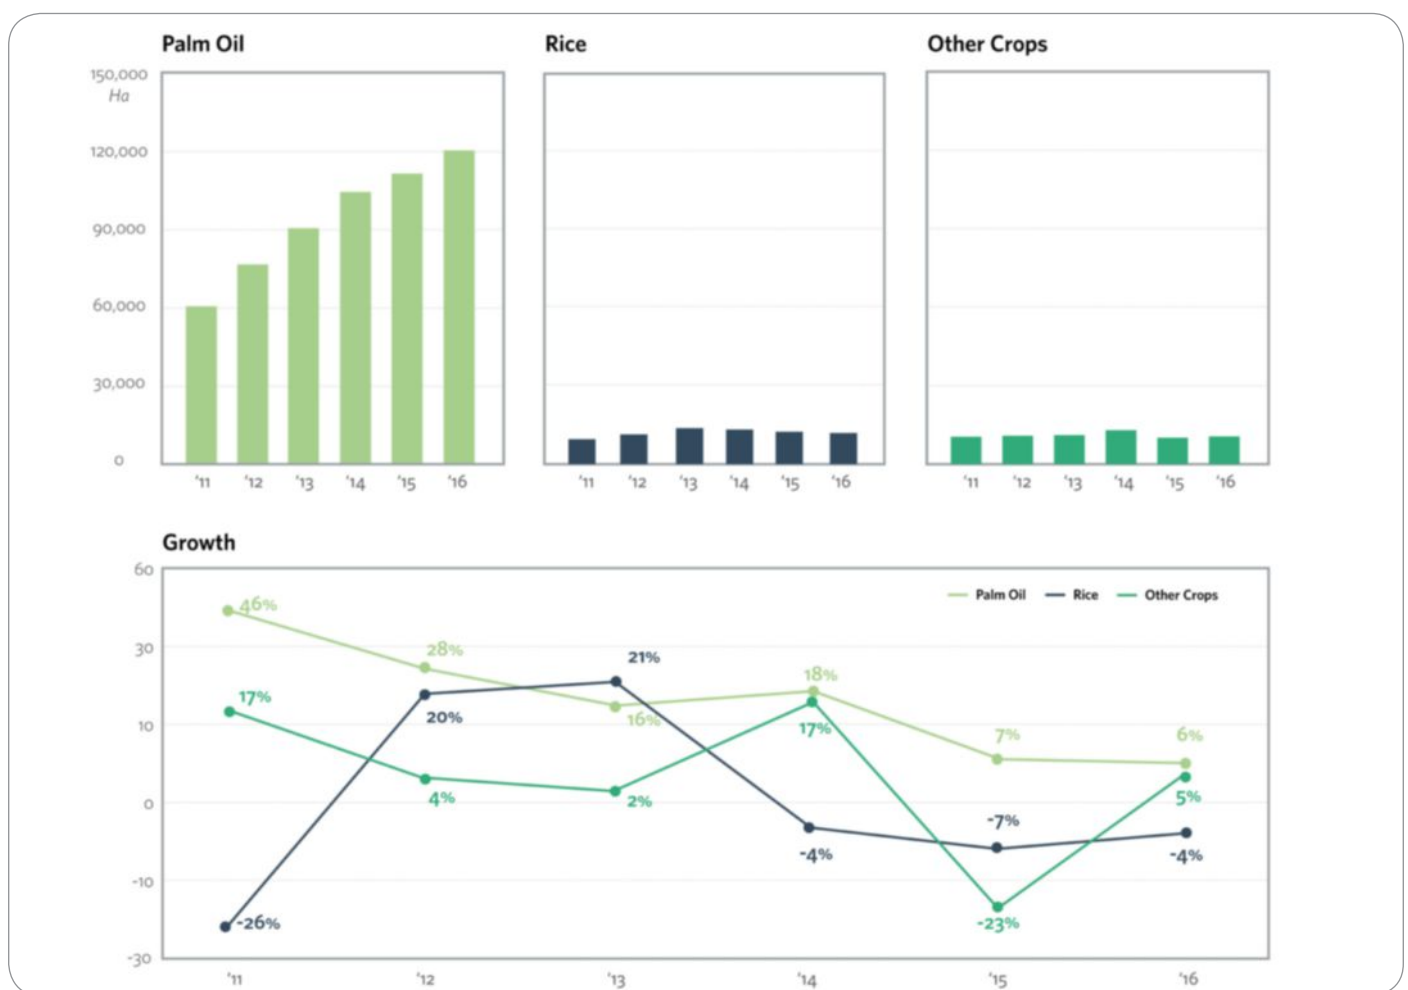 Palm Oil
Rice
Other Crops
150,000
Ha
120,000
90,000
60,000
30,000
0
'11 '12 '13 '14 '15 '16
'11 '12 '13 '14 '15 '16
'11 '12 '13 '14 '15 '16
Growth
Palm Oil
Rice
Other Crops
60
30
10
0
-10
-30
46%
28%
16%
18%
7%
6%
-26%
20%
21%
-4%
-7%
-4%
17%
4%
2%
17%
-23%
5%
'11 '12 '13 '14 '15 '16